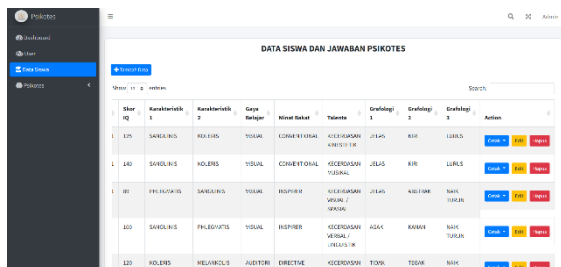 Psikotes
Admin
Dashboard
User
Data Siswa
Psikotes
DATA SISWA DAN JAWABAN PSIKOTES
+ Tambah Data
Show 10 entries
Search:
Skor IQ Karakteristik 1 Karakteristik 2 Gaya Belajar Minat Bakat Talenta Grafologi 1 Grafologi 2 Grafologi 3 Action
125 SANGUINIS KOLERIS VISUAL CONVENTIONAL KECERDASAN KINESTETIK JELAS KIRI LURUS Cetak Edit Hapus
140 SANGUINIS KOLERIS VISUAL CONVENTIONAL KECERDASAN MUSIKAL JELAS KIRI LURUS Cetak Edit Hapus
PHLEGMATIS SANGUINIS VISUAL INSPIRER KECERDASAN VISUAL / SPASIAL JELAS NAIK TURUN Cetak Edit Hapus
SANGUINIS PHLEGMATIS VISUAL INSPIRER KECERDASAN VERBAL / LINGUISTIK AGAK KANAN NAIK TURUN Cetak Edit Hapus
120 KOLERIS MELANKOLIS AUDITORI DIRECTIVE KECERDASAN TIDAK TEGAK NAIK Cetak Edit Hapus